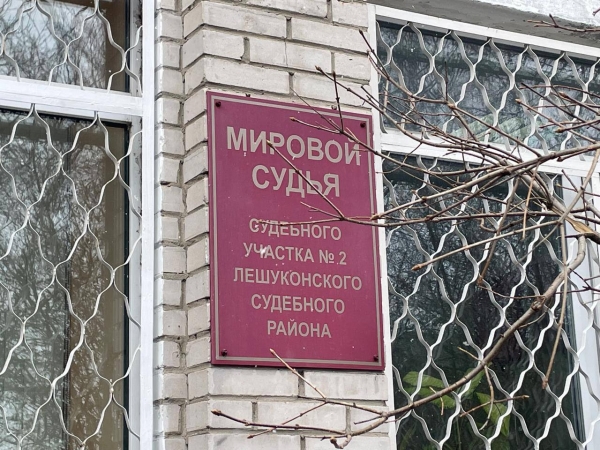 МИРОВОЙ
СУДЬЯ
СУДЕБНОГО
УЧАСТКА №.2
ЛЕШУКОНСКОГО
СУДЕБНОГО
РАЙОНА